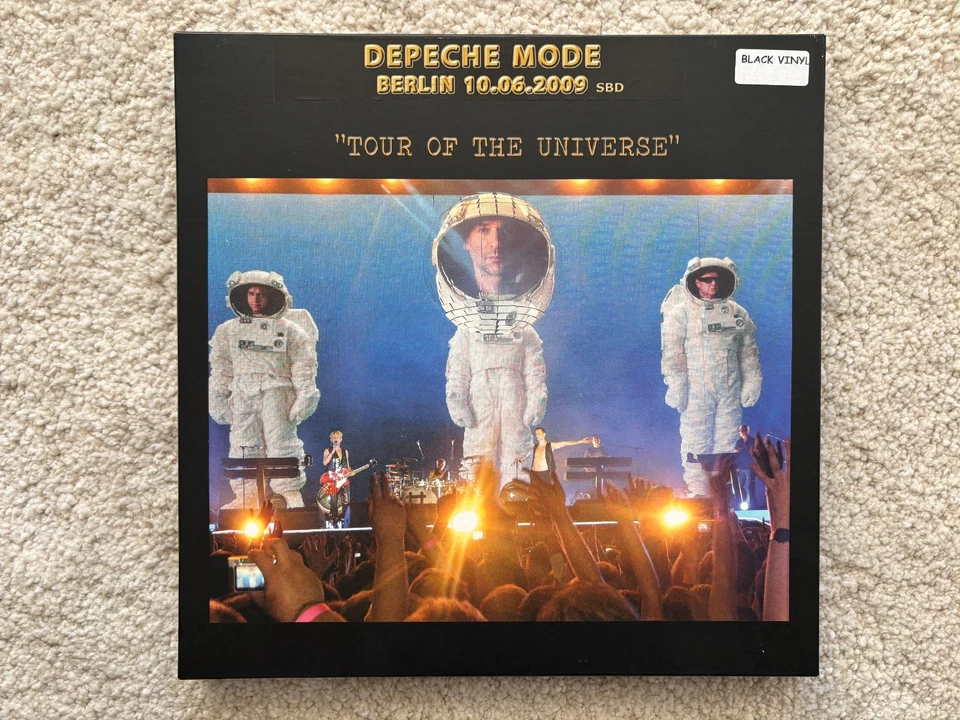 DEPECHE MODE
BERLIN 10.06.2009 SBD
BLACK VINYL
"TOUR OF THE UNIVERSE"